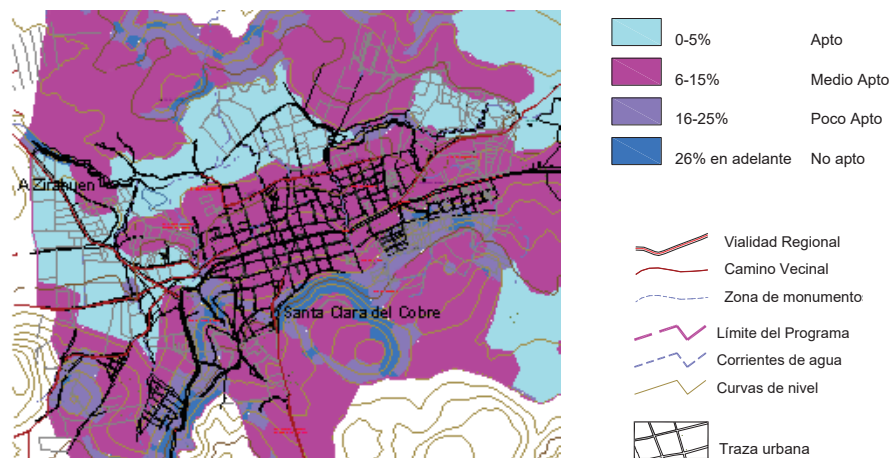 A.Zirahuen
Santa Clara del Cobre
0-5% Apto
6-15% Medio Apto
16-25% Poco Apto
26% en adelante No apto
Vialidad Regional
Camino Vecinal
Zona de monumento
Límite del Programa
Corrientes de agua
Curvas de nivel
Traza urbana